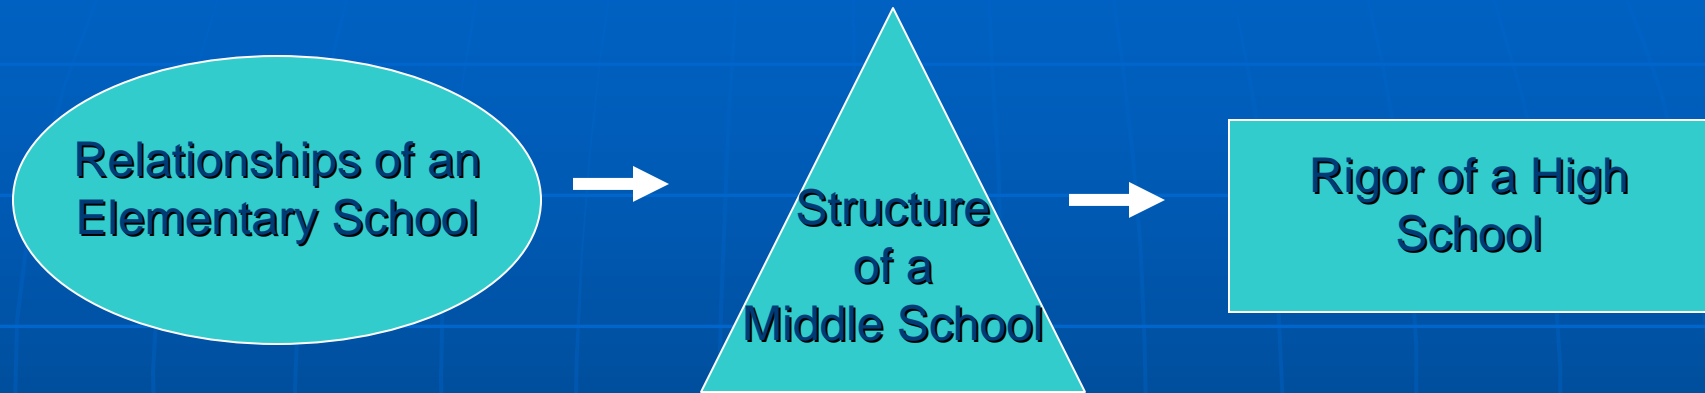 Relationships of an
Elementary School
Structure
of a
Middle School
Rigor of a High
School